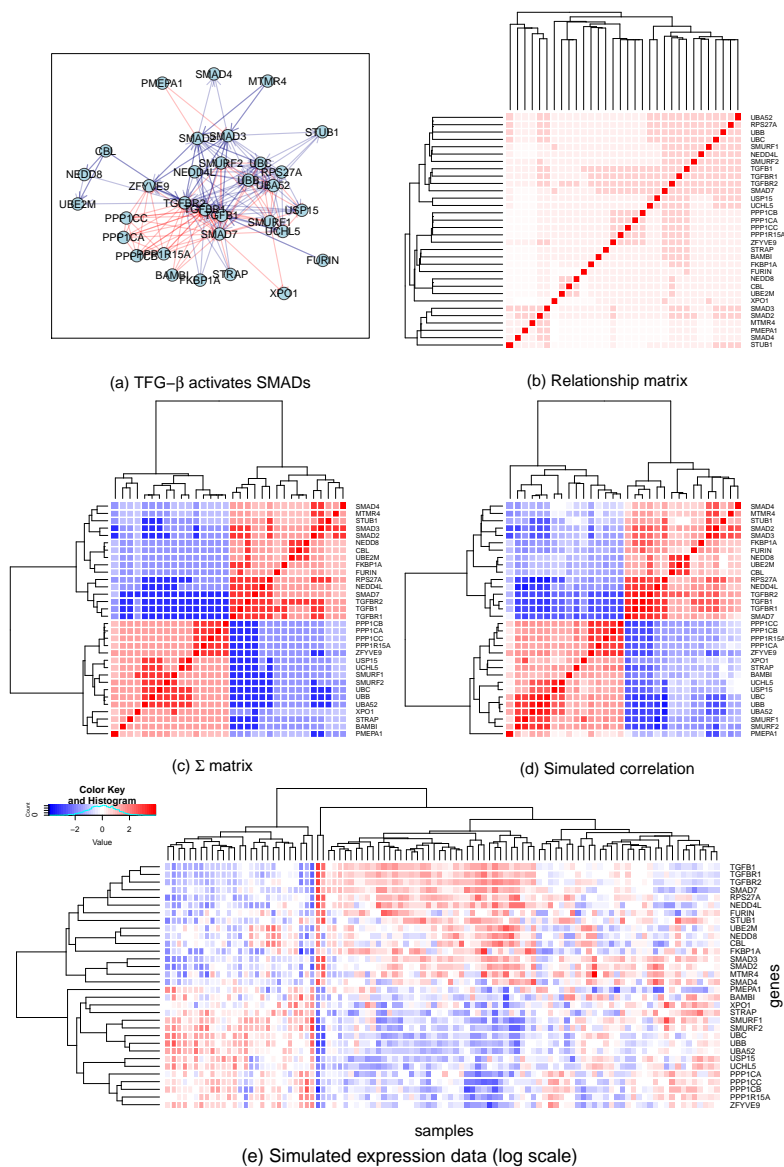 SMAD4
PMEPA1
MTMR4
STUB1
SMAD2
SMAD3
CBL
SMURF2
UBC
NEDD8
NEDD4L
RPS27A
UBB
UBA52
ZFYVE9
UBE2M
TGFBR2
TGFBR1
TGFB1
USP15
PPP1CC
SMURF1
UCHL5
PPP1CA
SMAD7
PPP1CB
PPP1R15A
FURIN
BAMBI
FKBP1A
STRAP
XPO1
(a) TFG−β activates SMADs
UBA52
RPS27A
UBB
UBC
SMURF1
NEDD4L
SMURF2
TGFB1
TGFBR1
TGFBR2
SMAD7
USP15
UCHL5
PPP1CB
PPP1CA
PPP1CC
PPP1R15A
ZFYVE9
STRAP
BAMBI
FKBP1A
FURIN
NEDD8
CBL
UBE2M
XPO1
SMAD3
SMAD2
MTMR4
PMEPA1
SMAD4
STUB1
(b) Relationship matrix
SMAD4
MTMR4
STUB1
SMAD3
SMAD2
NEDD8
CBL
UBE2M
FKBP1A
FURIN
RPS27A
NEDD4L
SMAD7
TGFBR2
TGFB1
TGFBR1
PPP1CB
PPP1CA
PPP1CC
PPP1R15A
ZFYVE9
USP15
UCHL5
SMURF1
SMURF2
UBC
UBB
UBA52
XPO1
STRAP
BAMBI
PMEPA1
(c) Σ matrix
SMAD4
MTMR4
STUB1
SMAD2
SMAD3
FKBP1A
FURIN
NEDD8
UBE2M
CBL
RPS27A
NEDD4L
TGFBR2
TGFB1
TGFBR1
SMAD7
PPP1CC
PPP1CB
PPP1R15A
PPP1CA
ZFYVE9
XPO1
STRAP
BAMBI
UCHL5
USP15
UBC
UBB
UBA52
SMURF1
SMURF2
PMEPA1
(d) Simulated correlation
Color Key
and Histogram
Count
0
−2 0 2
Value
TGFB1
TGFBR1
TGFBR2
SMAD7
RPS27A
NEDD4L
FURIN
STUB1
UBE2M
NEDD8
CBL
FKBP1A
SMAD3
SMAD2
MTMR4
SMAD4
PMEPA1
BAMBI
XPO1
STRAP
SMURF1
SMURF2
UBC
UBB
UBA52
USP15
UCHL5
PPP1CA
PPP1CC
PPP1CB
PPP1R15A
ZFYVE9
genes
samples
(e) Simulated expression data (log scale)